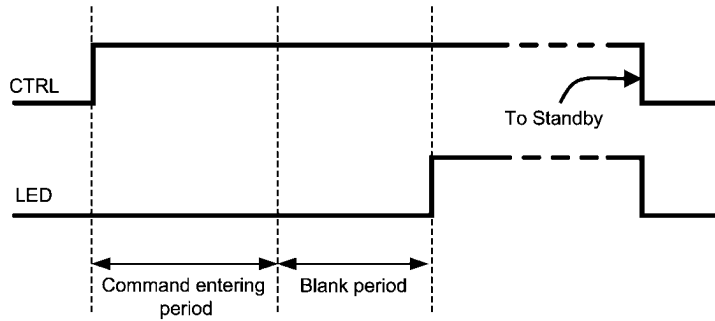 CTRL
To Standby
LED
Command entering
period
Blank period